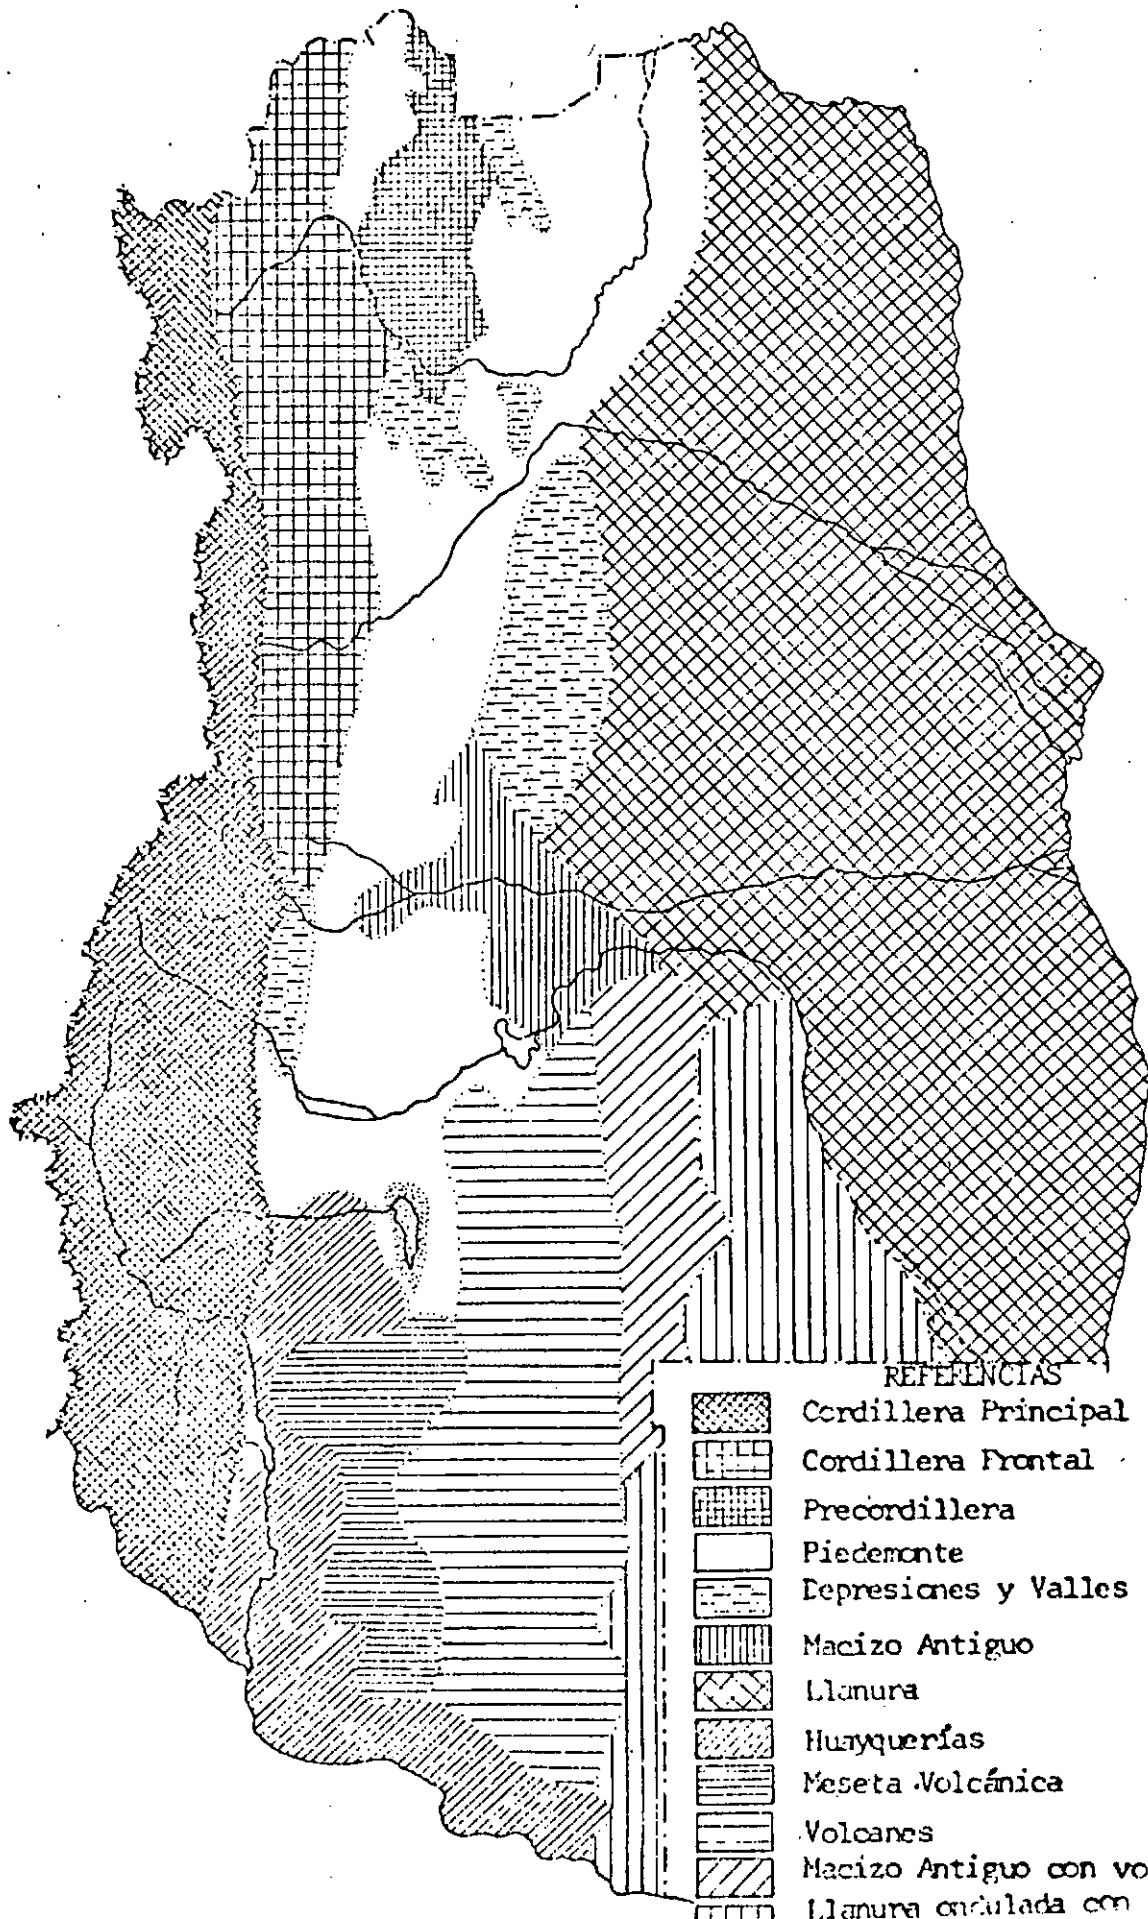 REFERENCIAS
Cordillera Principal
Cordillera Frontal
Precordillera
Piedemonte
Depresiones y Valles
Macizo Antiguo
Llanura
Huayquerías
Meseta Volcánica
Volcanes
Macizo Antiguo con vo
Llanura ondulada con